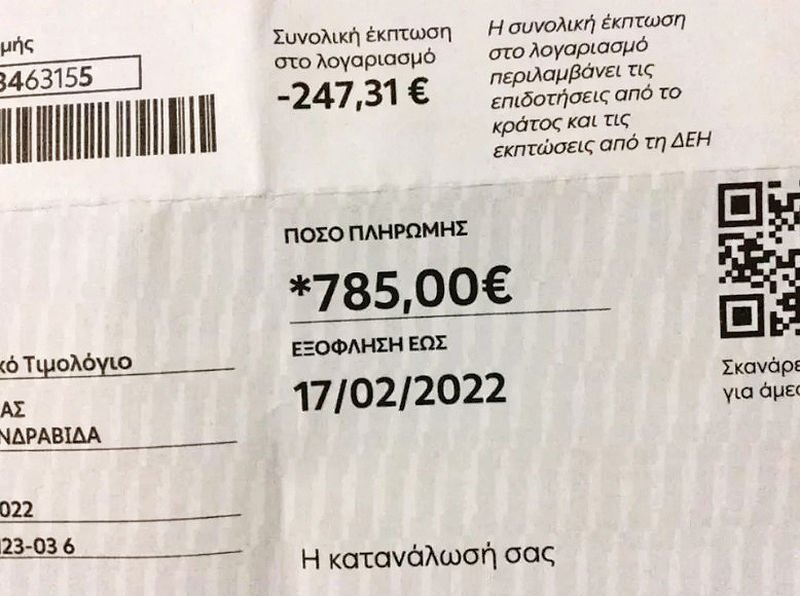 μής
3463155
Συνολική έκπτωση
στο λογαριασμό
-247,31 €
Η συνολική έκπτωση
στο λογαριασμό
περιλαμβάνει τις
επιδοτήσεις από το
κράτος και τις
εκπτώσεις από τη ΔΕΗ
ΠΟΣΟ ΠΛΗΡΩΜΗΣ
*785,00€
ΕΞΟΦΛΗΣΗ ΕΩΣ
17/02/2022
κό Τιμολόγιο
ΑΣ
ΝΔΡΑΒΙΔΑ
022
123-03 6
Σκανάρε
για άμεσ
Η κατανάλωσή σας